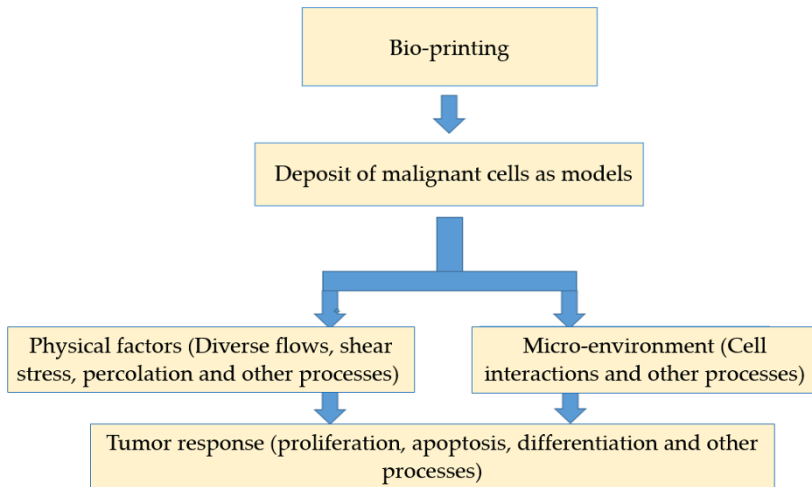 Bio-printing
Deposit of malignant cells as models
Physical factors (Diverse flows, shear
stress, percolation and other processes)
Micro-environment (Cell
interactions and other processes)
Tumor response (proliferation, apoptosis, differentiation and other
processes)